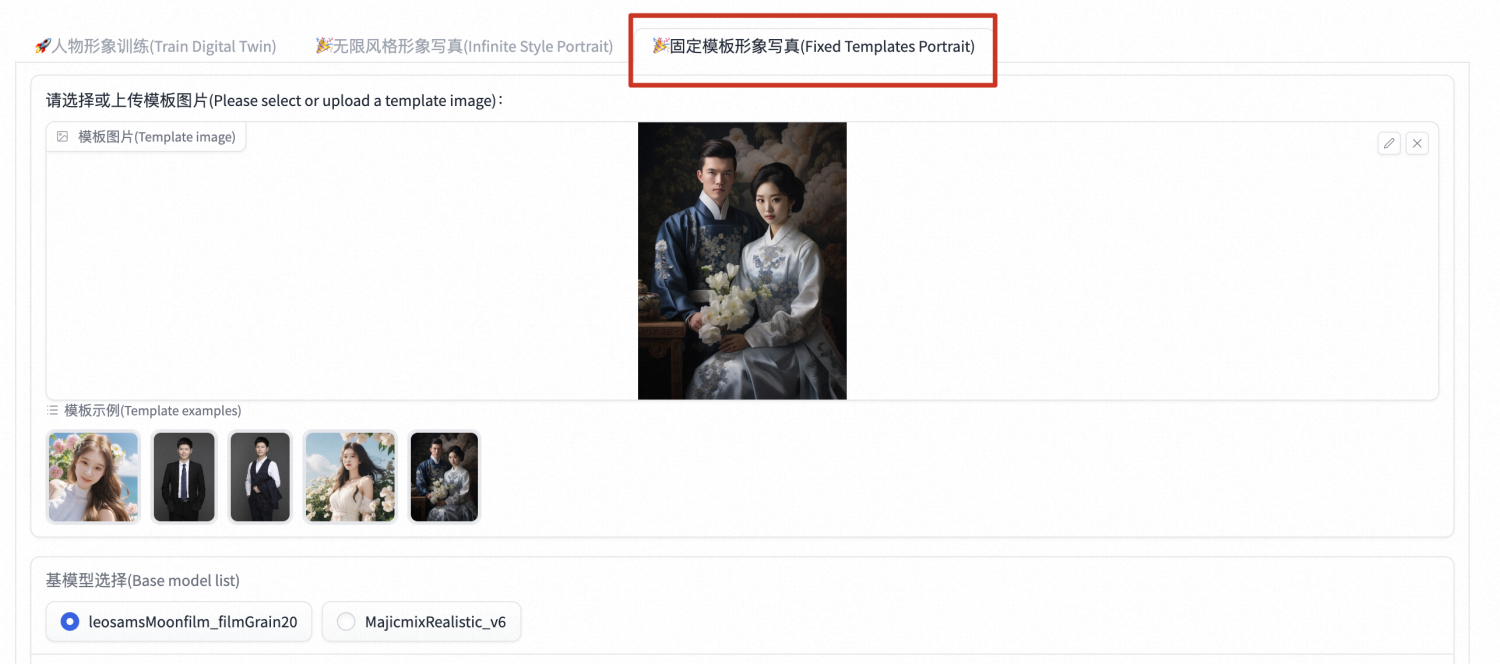 🚀人物形象训练(Train Digital Twin)
🎉无限风格形象写真(Infinite Style Portrait)
🎉固定模板形象写真(Fixed Templates Portrait)
请选择或上传模板图片(Please select or upload a template image)：
模板图片(Template image)
模板示例(Template examples)
基模型选择(Base model list)
leosamsMoonfilm_filmGrain20
MajicmixRealistic_v6